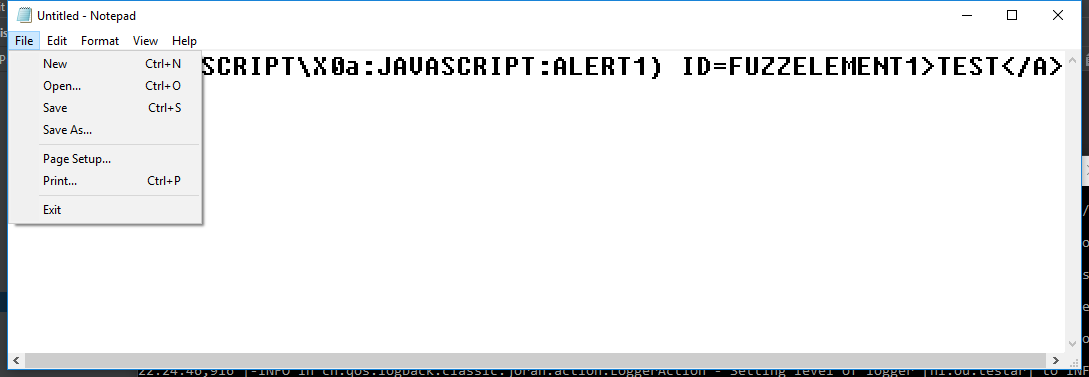 Untitled - Notepad
File Edit Format View Help
SCRIPT\X0a:JAVASCRIPT:ALERT1) ID=FUZZELEMENT1>TEST</A>
New Ctrl+N
Open... Ctrl+O
Save Ctrl+S
Save As...
Page Setup...
Print... Ctrl+P
Exit
22:24:46,916 |-INFO in ch.qos.logback.classic.joran.action.LoggerAction - Setting level of logger [nl.ou.testar] to INF